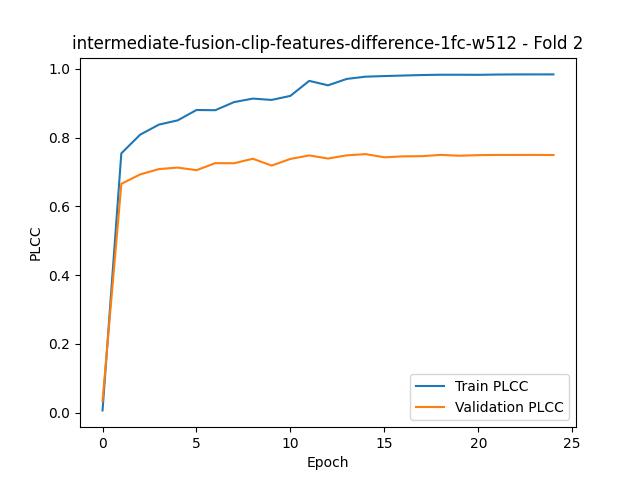 intermediate-fusion-clip-features-difference-1fc-w512 - Fold 2
1.0
0.8
0.6
0.4
0.2
0.0
PLCC
0
5
10
15
20
25
Epoch
Train PLCC
Validation PLCC